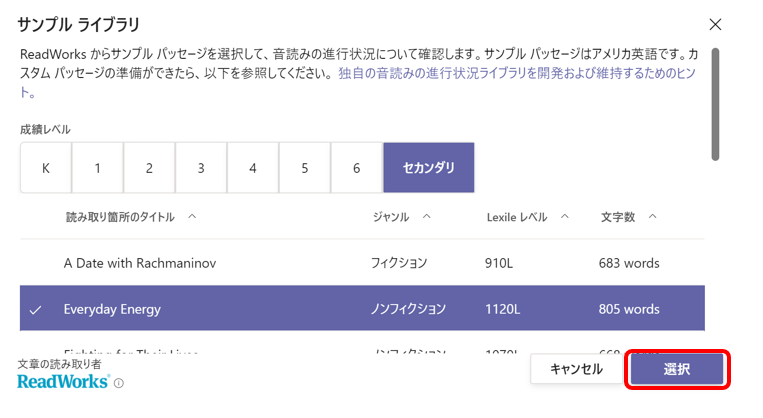 サンプル ライブラリ
ReadWorks からサンプル パッセージを選択して、音読みの進行状況について確認します。サンプル パッセージはアメリカ英語です。カ
スタム パッセージの準備ができたら、以下を参照してください。 独自の音読みの進行状況ライブラリを開発および維持するためのヒン
ト。
成績レベル
K 1 2 3 4 5 6 セカンダリ
読み取り箇所のタイトル ジャンル Lexile レベル 文字数
A Date with Rachmaninov フィクション 910L 683 words
Everyday Energy ノンフィクション 1120L 805 words
Fighting for Their Lives ノンフィクション 1070L 668 words
文章の読み取り者
ReadWorks®
キャンセル 選択